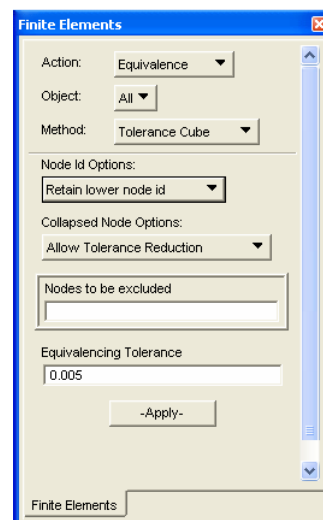 Finite Elements
Action: Equivalence
Object: All
Method: Tolerance Cube
Node Id Options:
Retain lower node id
Collapsed Node Options:
Allow Tolerance Reduction
Nodes to be excluded
Equivalencing Tolerance
0.005
-Apply-
Finite Elements